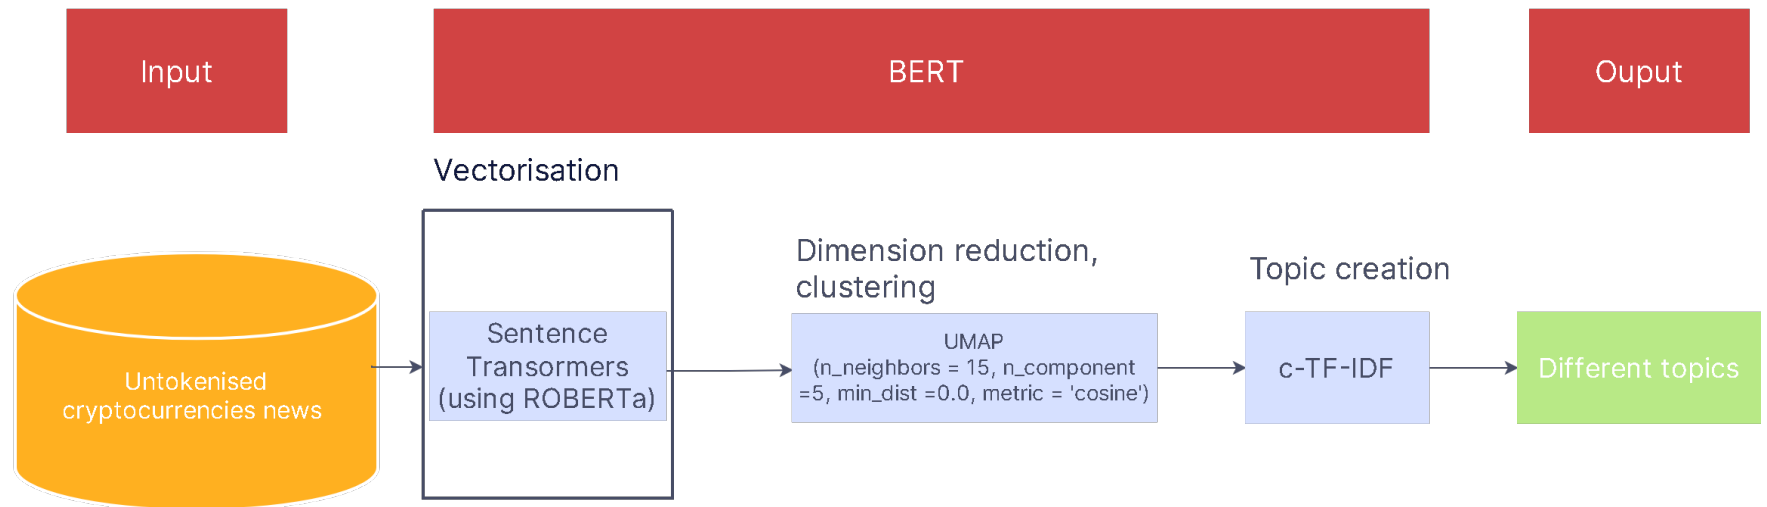 Input
BERT
Ouput
Vectorisation
Dimension reduction,
clustering
Topic creation
Untokenised
cryptocurrencies news
Sentence
Transormers
(using ROBERTa)
UMAP
(n_neighbors = 15, n_component
=5, min_dist =0.0, metric = 'cosine')
c-TF-IDF
Different topics